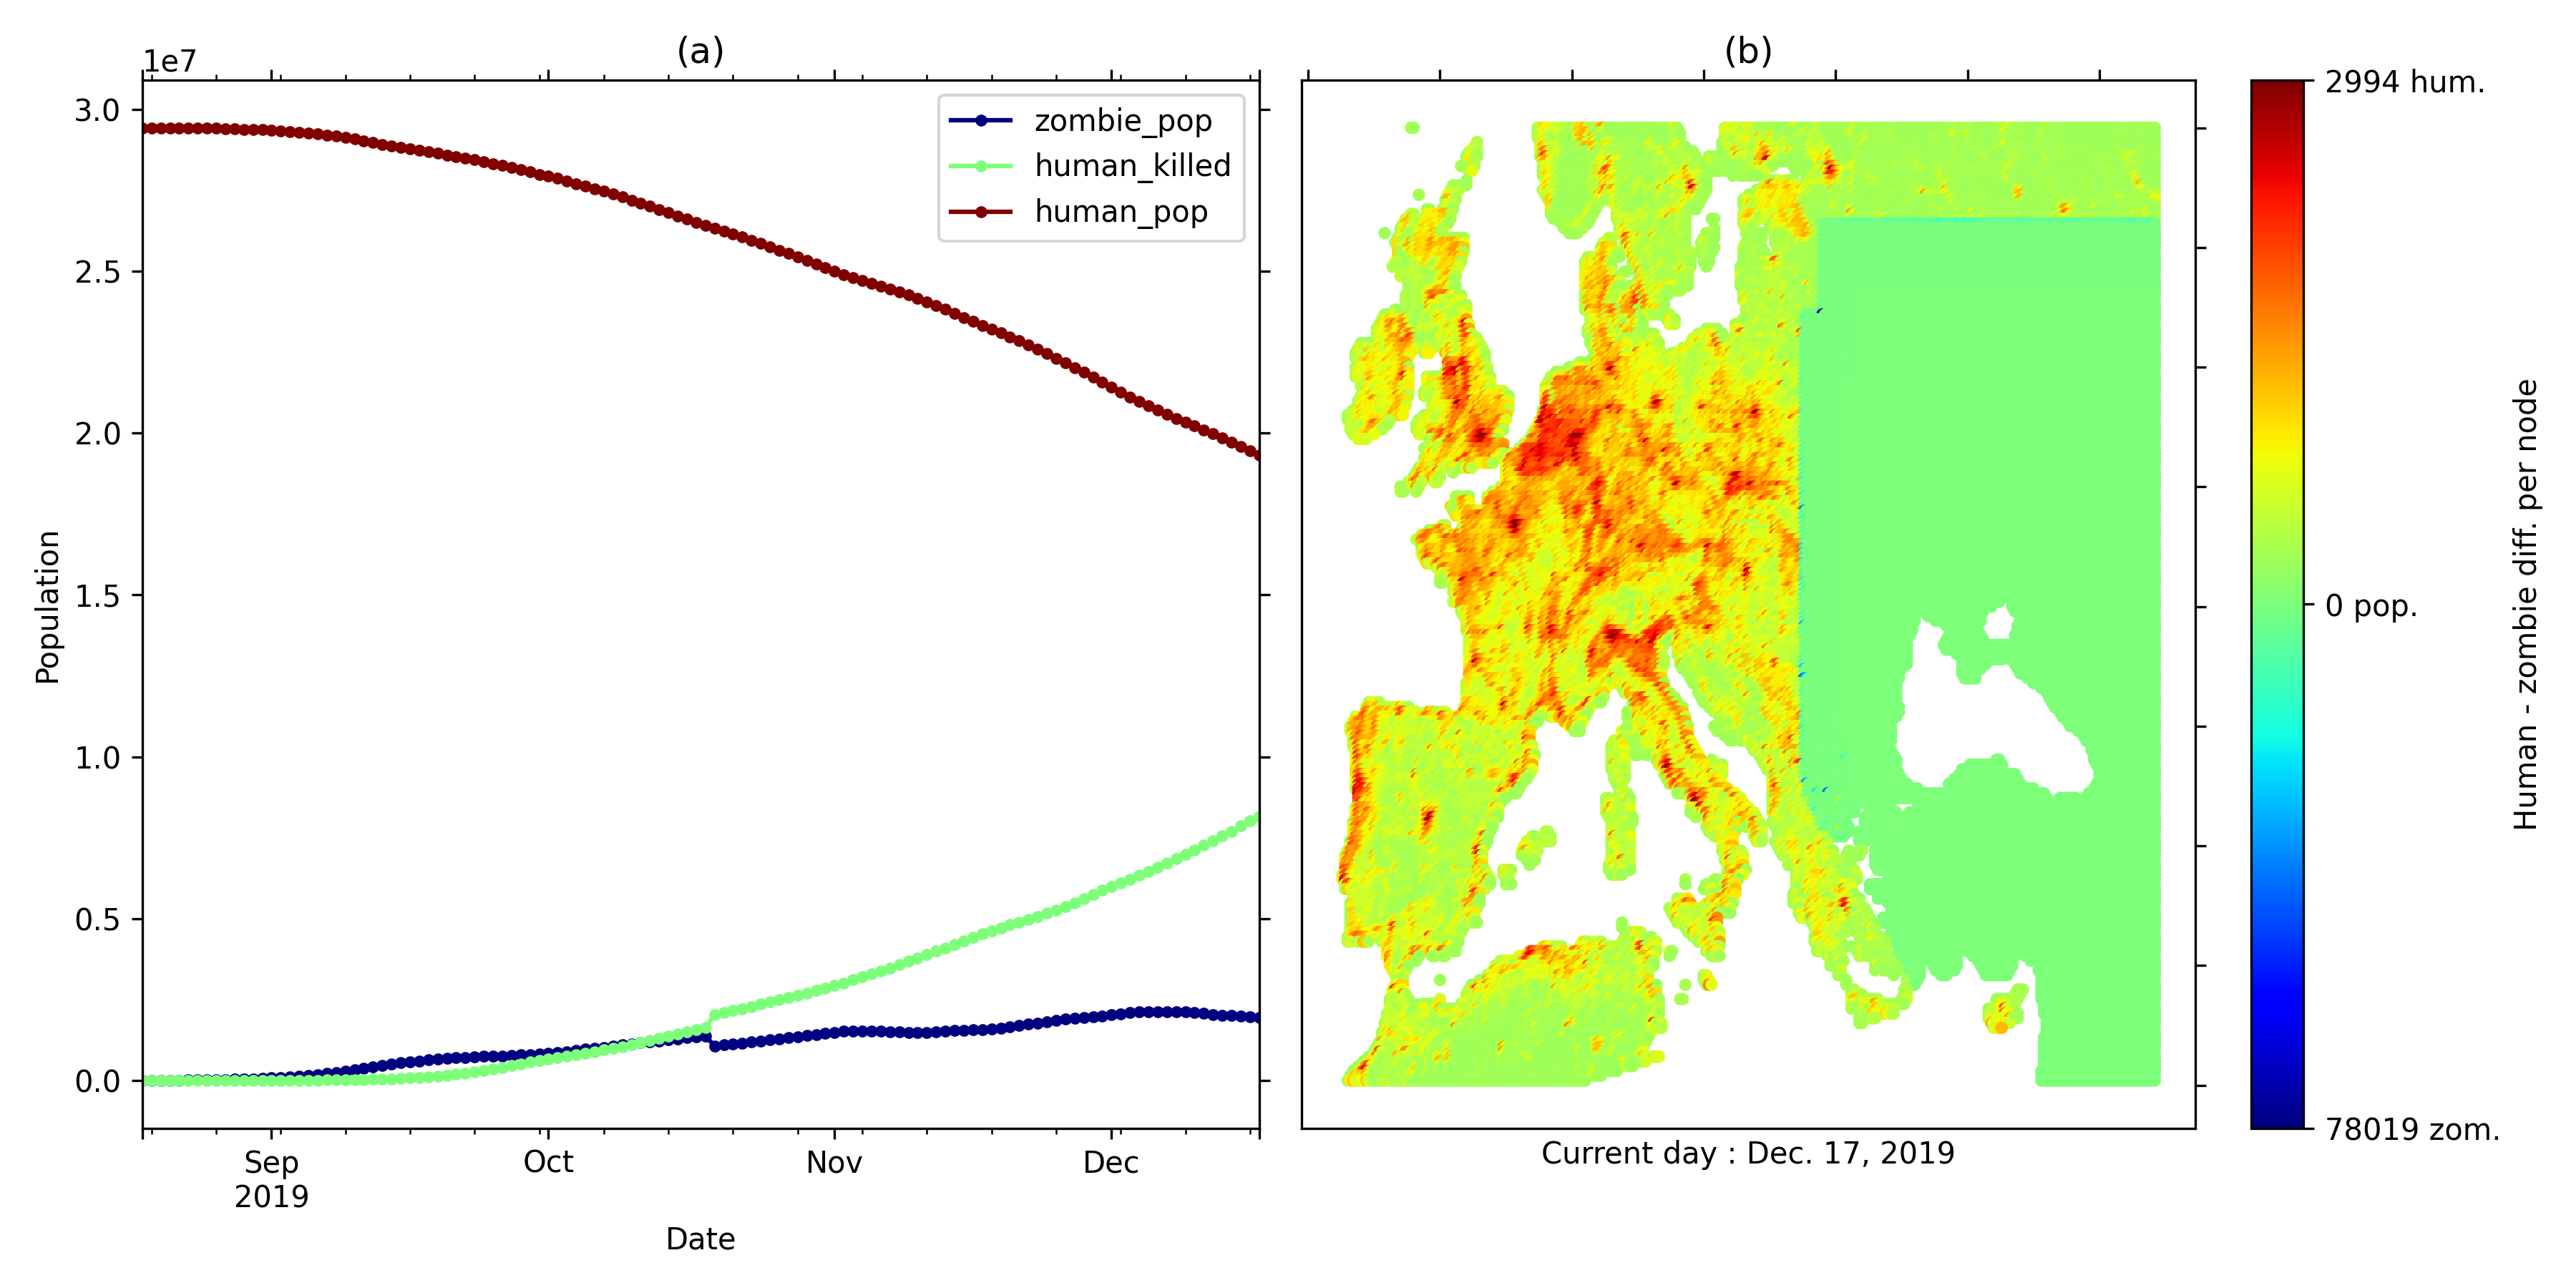 (a)
1e7
3.0
2.5
2.0
1.5
1.0
0.5
0.0
Population
zombie_pop
human_killed
human_pop
Sep
2019
Oct
Nov
Dec
Date
(b)
Current day : Dec. 17, 2019
2994 hum.
0 pop.
78019 zom.
Human - zombie diff. per node